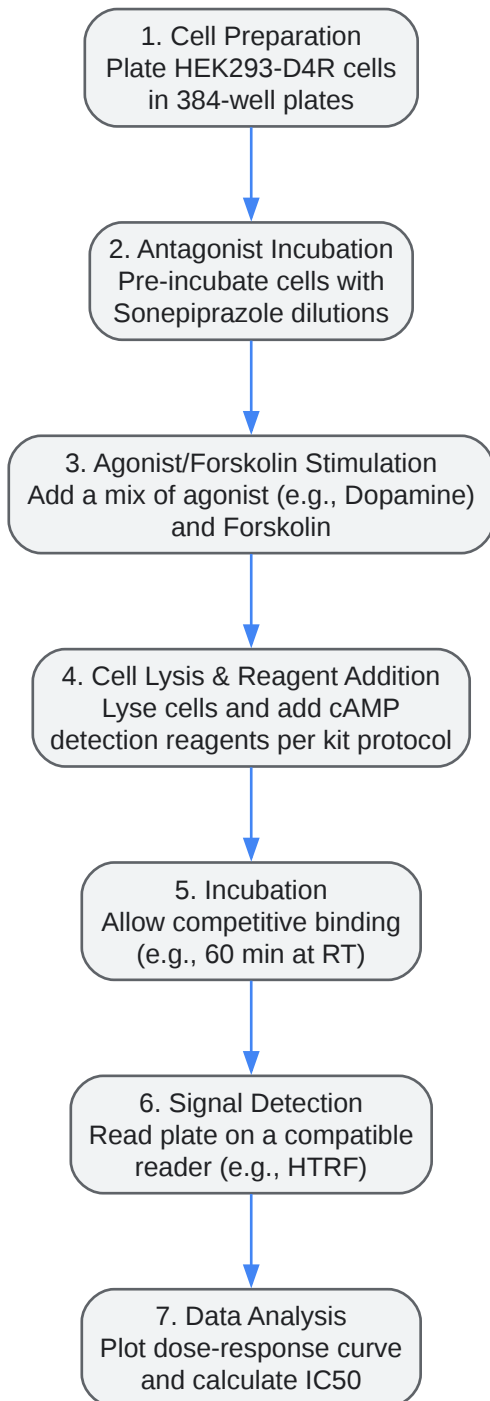 1. Cell Preparation
Plate HEK293-D4R cells
in 384-well plates
2. Antagonist Incubation
Pre-incubate cells with
Sonepiprazole dilutions
3. Agonist/Forskolin Stimulation
Add a mix of agonist (e.g., Dopamine)
and Forskolin
4. Cell Lysis & Reagent Addition
Lyse cells and add cAMP
detection reagents per kit protocol
5. Incubation
Allow competitive binding
(e.g., 60 min at RT)
6. Signal Detection
Read plate on a compatible
reader (e.g., HTRF)
7. Data Analysis
Plot dose-response curve
and calculate IC50